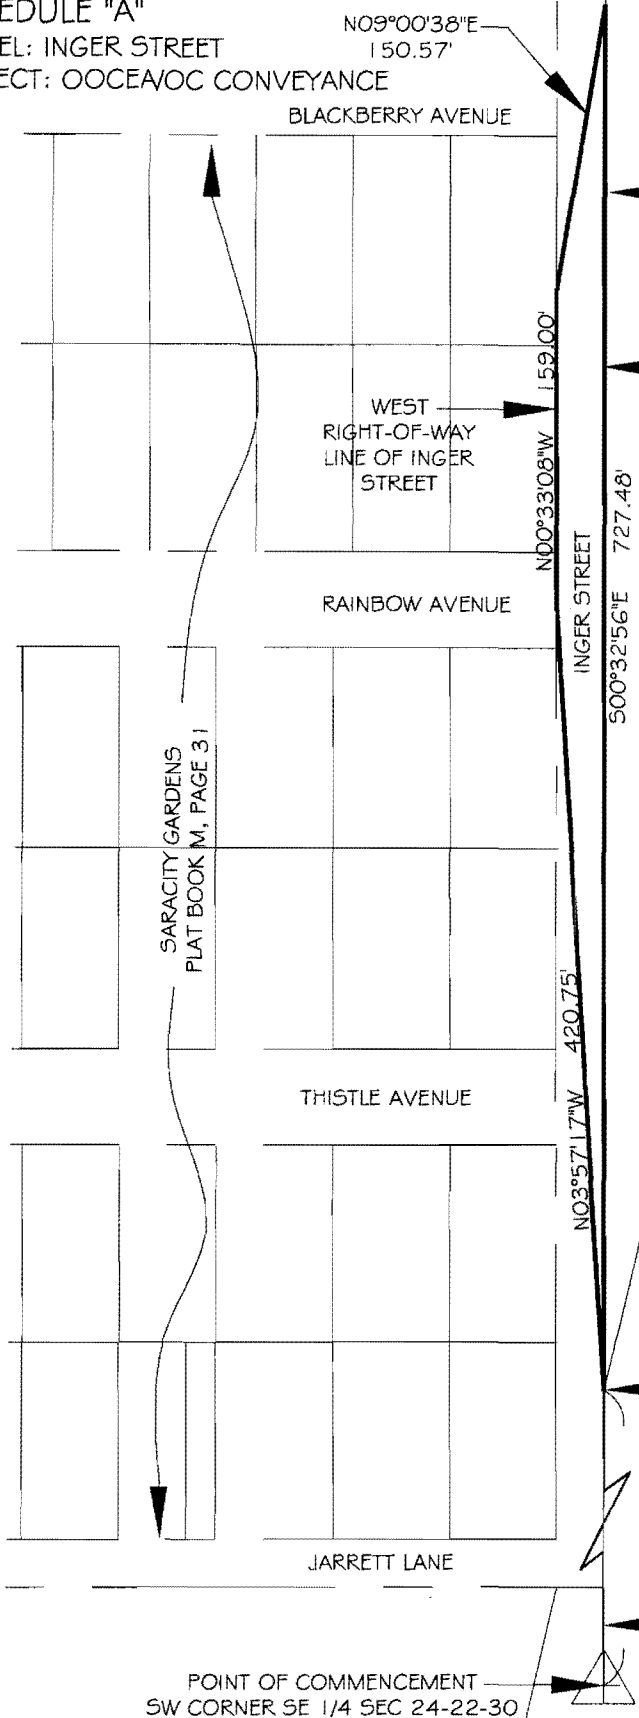 EDULE "A"
EL: INGER STREET
ECT: OOCEA/OC CONVEYANCE
N09°00'38"E
150.57'
BLACKBERRY AVENUE
WEST
RIGHT-OF-WAY
LINE OF INGER
STREET
N00°33'08"W 159.00'
RAINBOW AVENUE
INGER STREET
S00°32'56"E 727.48'
SARACITY GARDENS
PLAT BOOK M, PAGE 31
N03°57'17"W 420.75'
THISTLE AVENUE
JARRETT LANE
POINT OF COMMENCEMENT
SW CORNER SE 1/4 SEC 24-22-30